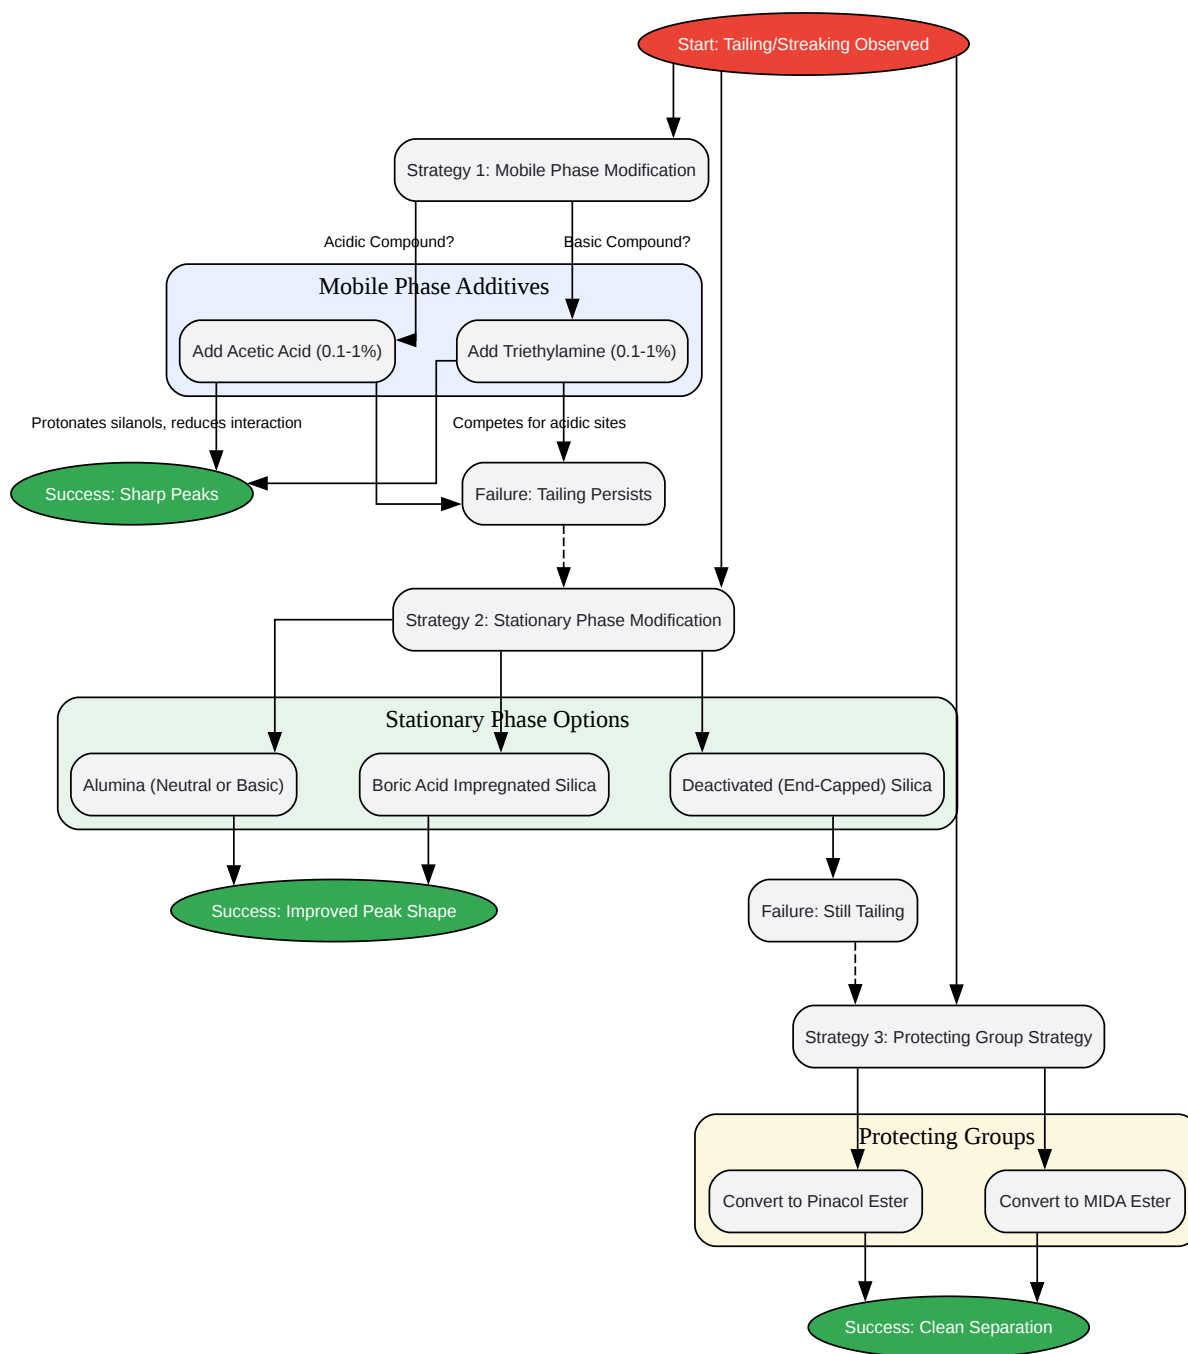 Start: Tailing/Streaking Observed
Strategy 1: Mobile Phase Modification
Acidic Compound?
Basic Compound?
Mobile Phase Additives
Add Acetic Acid (0.1-1%)
Add Triethylamine (0.1-1%)
Protonates silanols, reduces interaction
Competes for acidic sites
Success: Sharp Peaks
Failure: Tailing Persists
Strategy 2: Stationary Phase Modification
Stationary Phase Options
Alumina (Neutral or Basic)
Boric Acid Impregnated Silica
Deactivated (End-Capped) Silica
Success: Improved Peak Shape
Failure: Still Tailing
Strategy 3: Protecting Group Strategy
Protecting Groups
Convert to Pinacol Ester
Convert to MIDA Ester
Success: Clean Separation